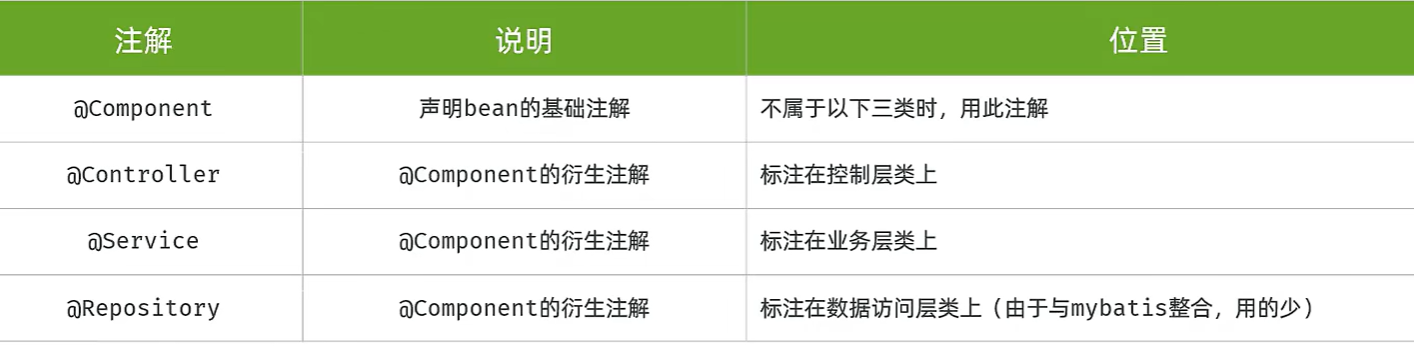 注解 说明 位置
@Component 声明bean的基础注解 不属于以下三类时，用此注解
@Controller @Component的衍生注解 标注在控制层类上
@Service @Component的衍生注解 标注在业务层类上
@Repository @Component的衍生注解 标注在数据访问层类上（由于与mybatis整合，用的少）